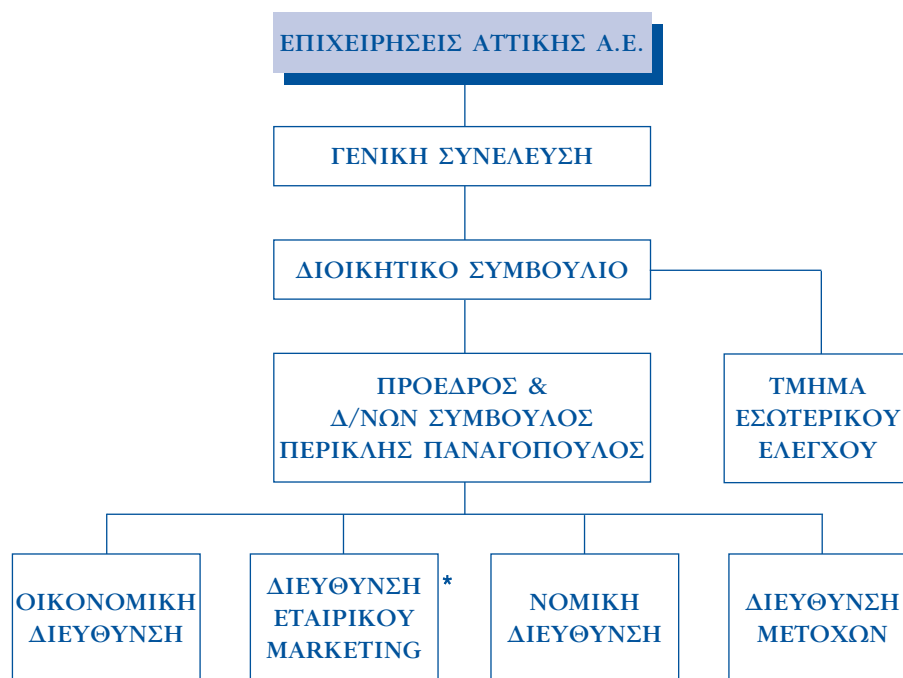 ΕΠΙΧΕΙΡΗΣΕΙΣ ΑΤΤΙΚΗΣ Α.Ε.
ΓΕΝΙΚΗ ΣΥΝΕΛΕΥΣΗ
ΔΙΟΙΚΗΤΙΚΟ ΣΥΜΒΟΥΛΙΟ
ΠΡΟΕΔΡΟΣ &
Δ/ΝΩΝ ΣΥΜΒΟΥΛΟΣ
ΠΕΡΙΚΛΗΣ ΠΑΝΑΓΟΠΟΥΛΟΣ
ΤΜΗΜΑ
ΕΣΩΤΕΡΙΚΟΥ
ΕΛΕΓΧΟΥ
ΟΙΚΟΝΟΜΙΚΗ
ΔΙΕΥΘΥΝΣΗ
ΔΙΕΥΘΥΝΣΗ *
ΕΤΑΙΡΙΚΟΥ
MARKETING
ΝΟΜΙΚΗ
ΔΙΕΥΘΥΝΣΗ
ΔΙΕΥΘΥΝΣΗ
ΜΕΤΟΧΩΝ